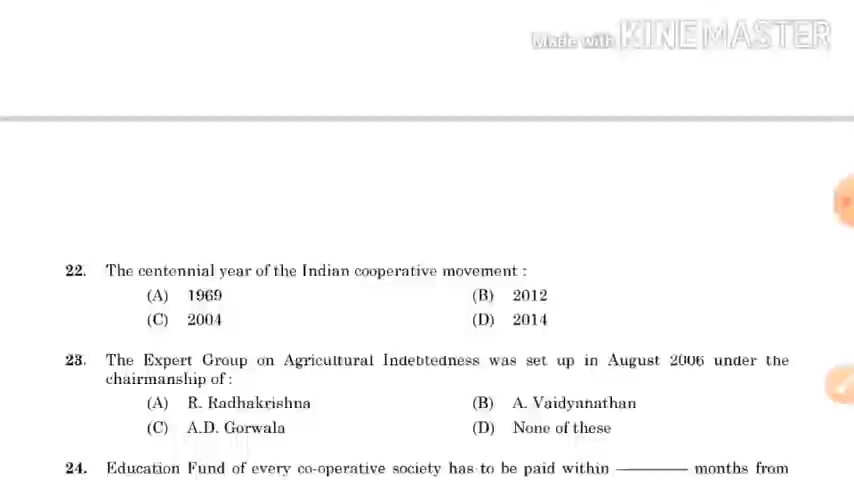 Made with KINEMASTER
22. The centennial year of the Indian cooperative movement :
(A) 1969 (B) 2012
(C) 2004 (D) 2014
23. The Expert Group on Agricultural Indebtedness was set up in August 2006 under the
chairmanship of :
(A) R. Radhakrishna (B) A. Vaidyanathan
(C) A.D. Gorwala (D) None of these
24. Education Fund of every co-operative society has to be paid within ——— months from